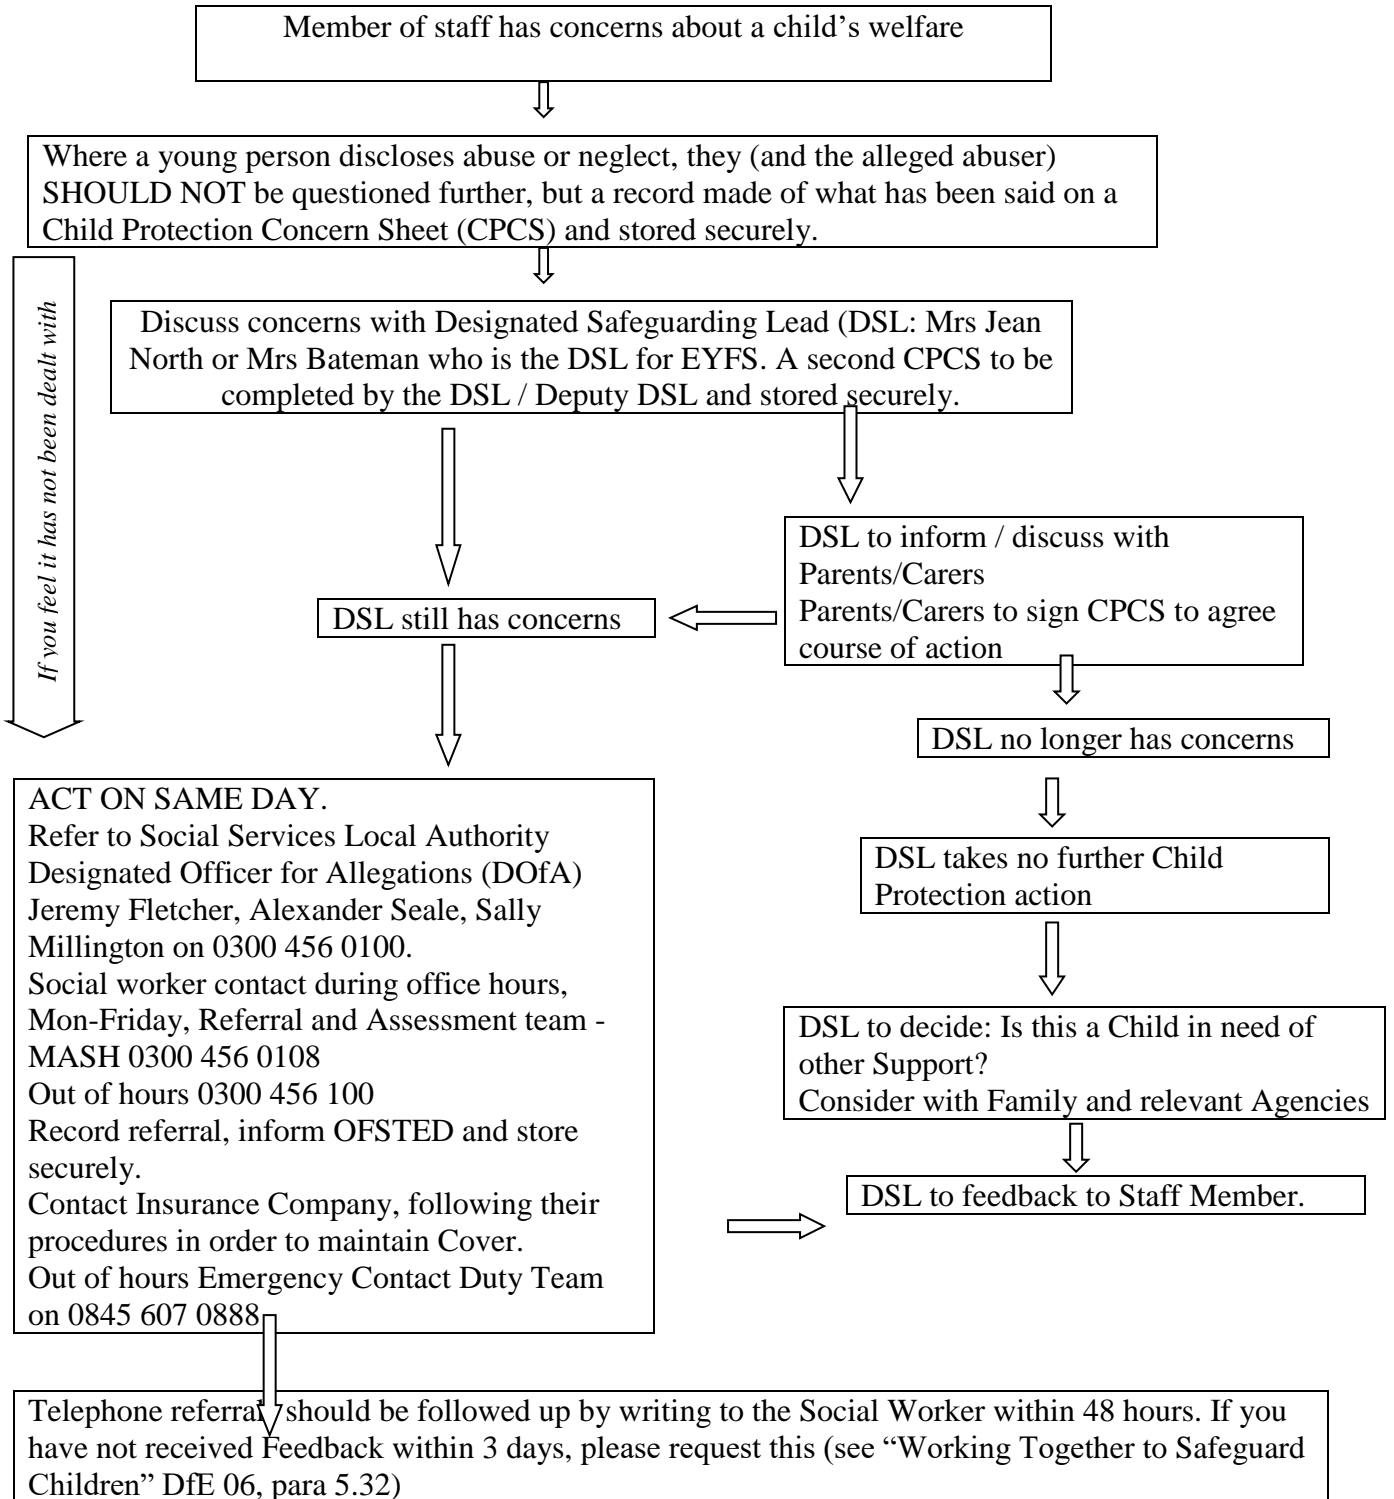 Member of staff has concerns about a child’s welfare
Where a young person discloses abuse or neglect, they (and the alleged abuser)
SHOULD NOT be questioned further, but a record made of what has been said on a
Child Protection Concern Sheet (CPCS) and stored securely.
If you feel it has not been dealt with
Discuss concerns with Designated Safeguarding Lead (DSL: Mrs Jean
North or Mrs Bateman who is the DSL for EYFS. A second CPCS to be
completed by the DSL / Deputy DSL and stored securely.
DSL to inform / discuss with
Parents/Carers
Parents/Carers to sign CPCS to agree
course of action
DSL still has concerns
DSL no longer has concerns
ACT ON SAME DAY.
Refer to Social Services Local Authority
Designated Officer for Allegations (DOfA)
Jeremy Fletcher, Alexander Seale, Sally
Millington on 0300 456 0100.
Social worker contact during office hours,
Mon-Friday, Referral and Assessment team -
MASH 0300 456 0108
Out of hours 0300 456 100
Record referral, inform OFSTED and store
securely.
Contact Insurance Company, following their
procedures in order to maintain Cover.
Out of hours Emergency Contact Duty Team
on 0845 607 0888
DSL takes no further Child
Protection action
DSL to decide: Is this a Child in need of
other Support?
Consider with Family and relevant Agencies
DSL to feedback to Staff Member.
Telephone referral should be followed up by writing to the Social Worker within 48 hours. If you
have not received Feedback within 3 days, please request this (see “Working Together to Safeguard
Children” DfE 06, para 5.32)